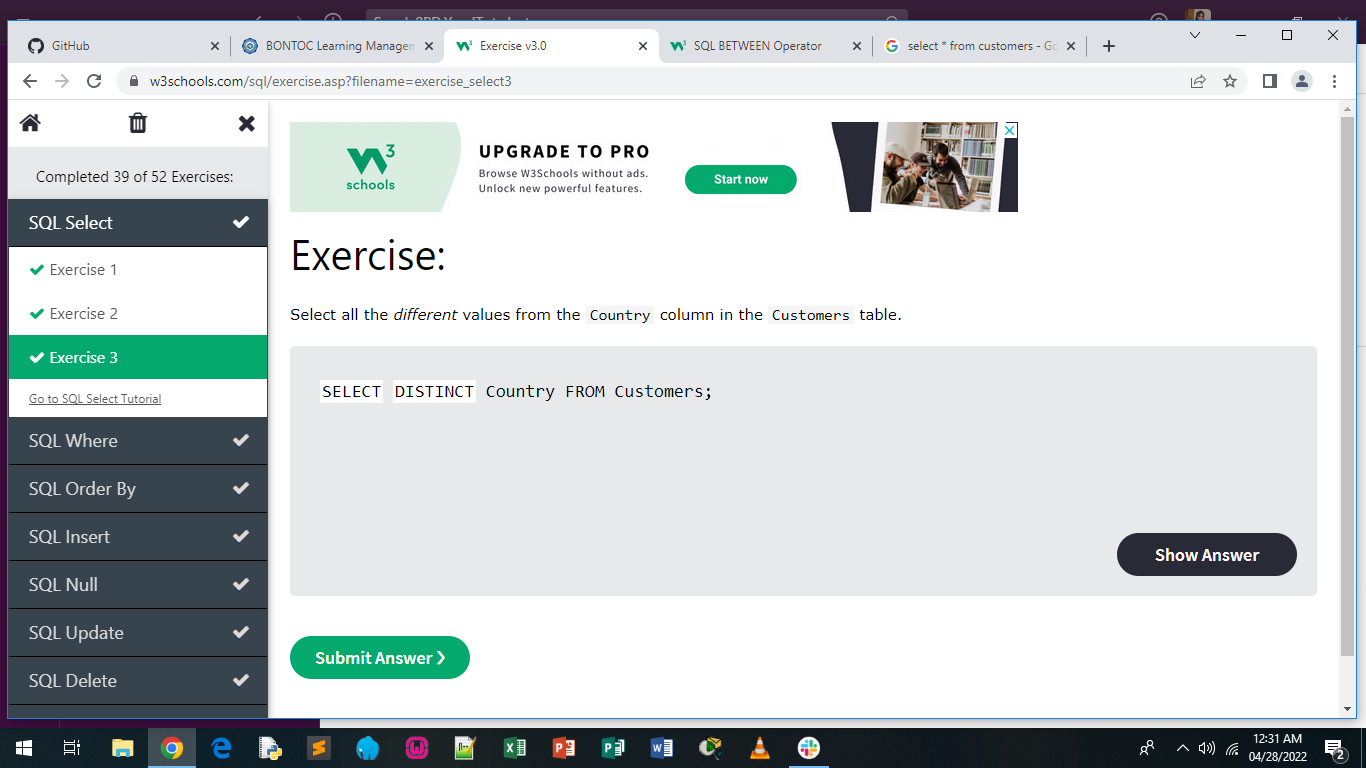 GitHub
BONTOC Learning Managem
Exercise v3.0
SQL BETWEEN Operator
select * from customers - Go
w3schools.com/sql/exercise.asp?filename=exercise_select3
Completed 39 of 52 Exercises:
SQL Select
Exercise 1
Exercise 2
Exercise 3
Go to SQL Select Tutorial
SQL Where
SQL Order By
SQL Insert
SQL Null
SQL Update
SQL Delete
3
schools
UPGRADE TO PRO
Browse W3Schools without ads.
Unlock new powerful features.
Start now
Exercise:
Select all the different values from the Country column in the Customers table.
SELECT DISTINCT Country FROM Customers;
Show Answer
Submit Answer ❯
12:31 AM
04/28/2022
2